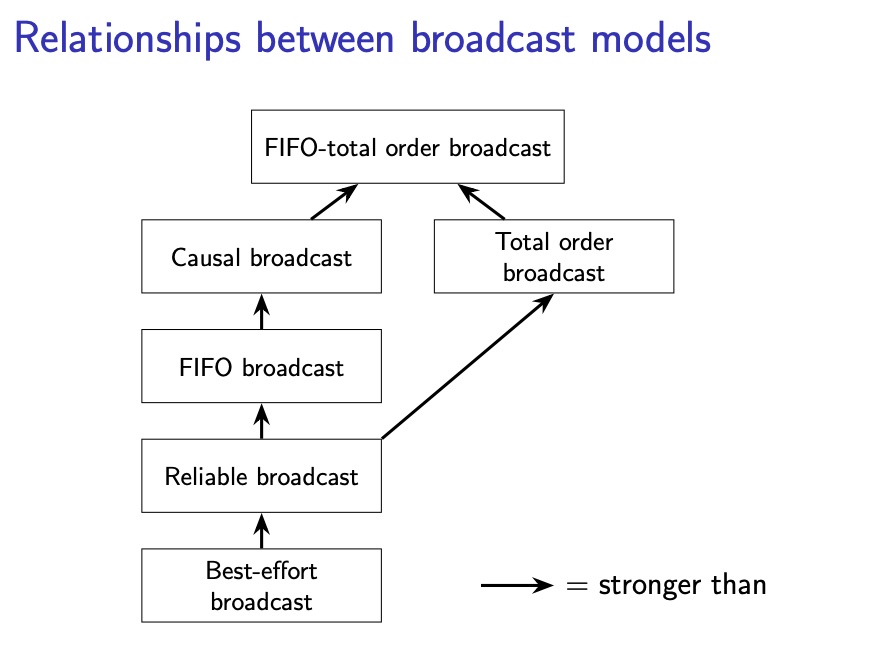 Relationships between broadcast models
FIFO-total order broadcast
Causal broadcast
Total order
broadcast
FIFO broadcast
Reliable broadcast
Best-effort
broadcast
= stronger than